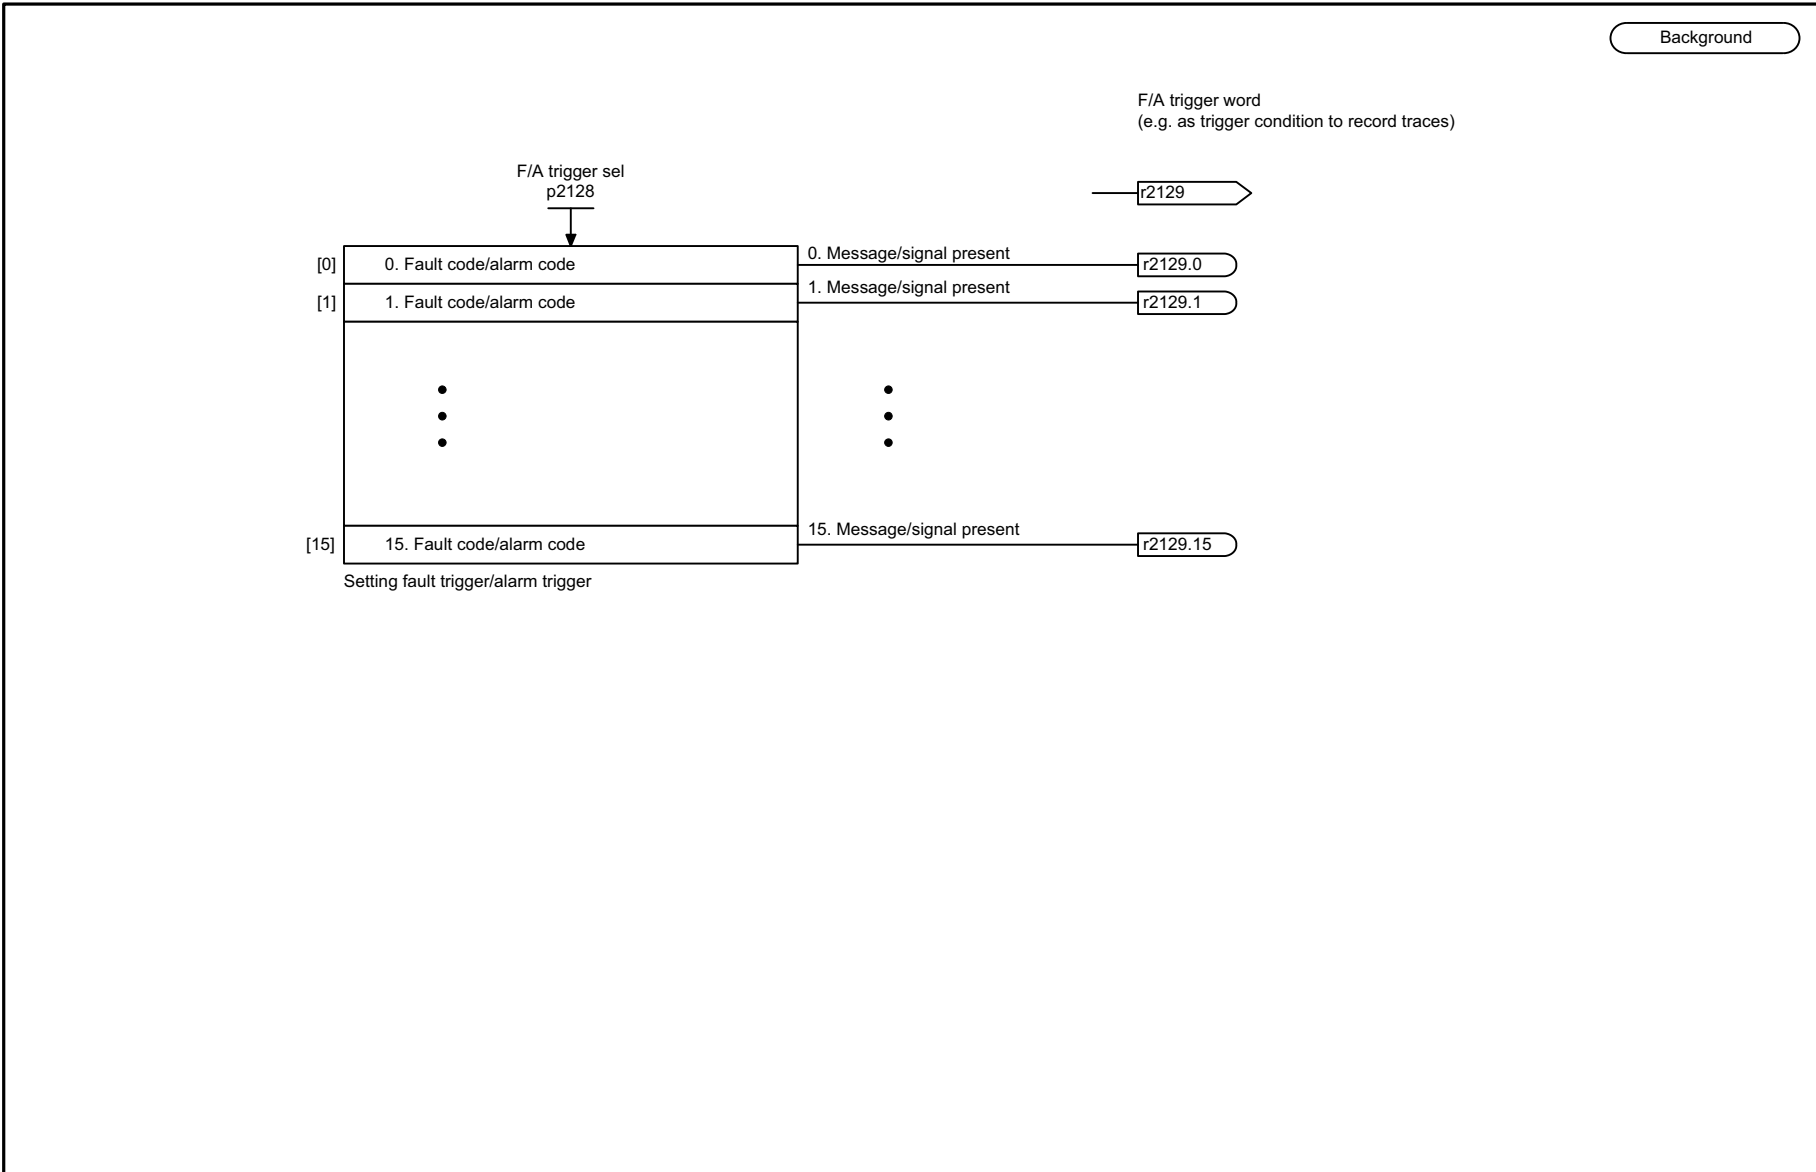 Background
F/A trigger word
(e.g. as trigger condition to record traces)
F/A trigger sel
p2128
r2129
[0]
0. Fault code/alarm code
0. Message/signal present
r2129.0
[1]
1. Fault code/alarm code
1. Message/signal present
r2129.1
[15]
15. Fault code/alarm code
15. Message/signal present
r2129.15
Setting fault trigger/alarm trigger